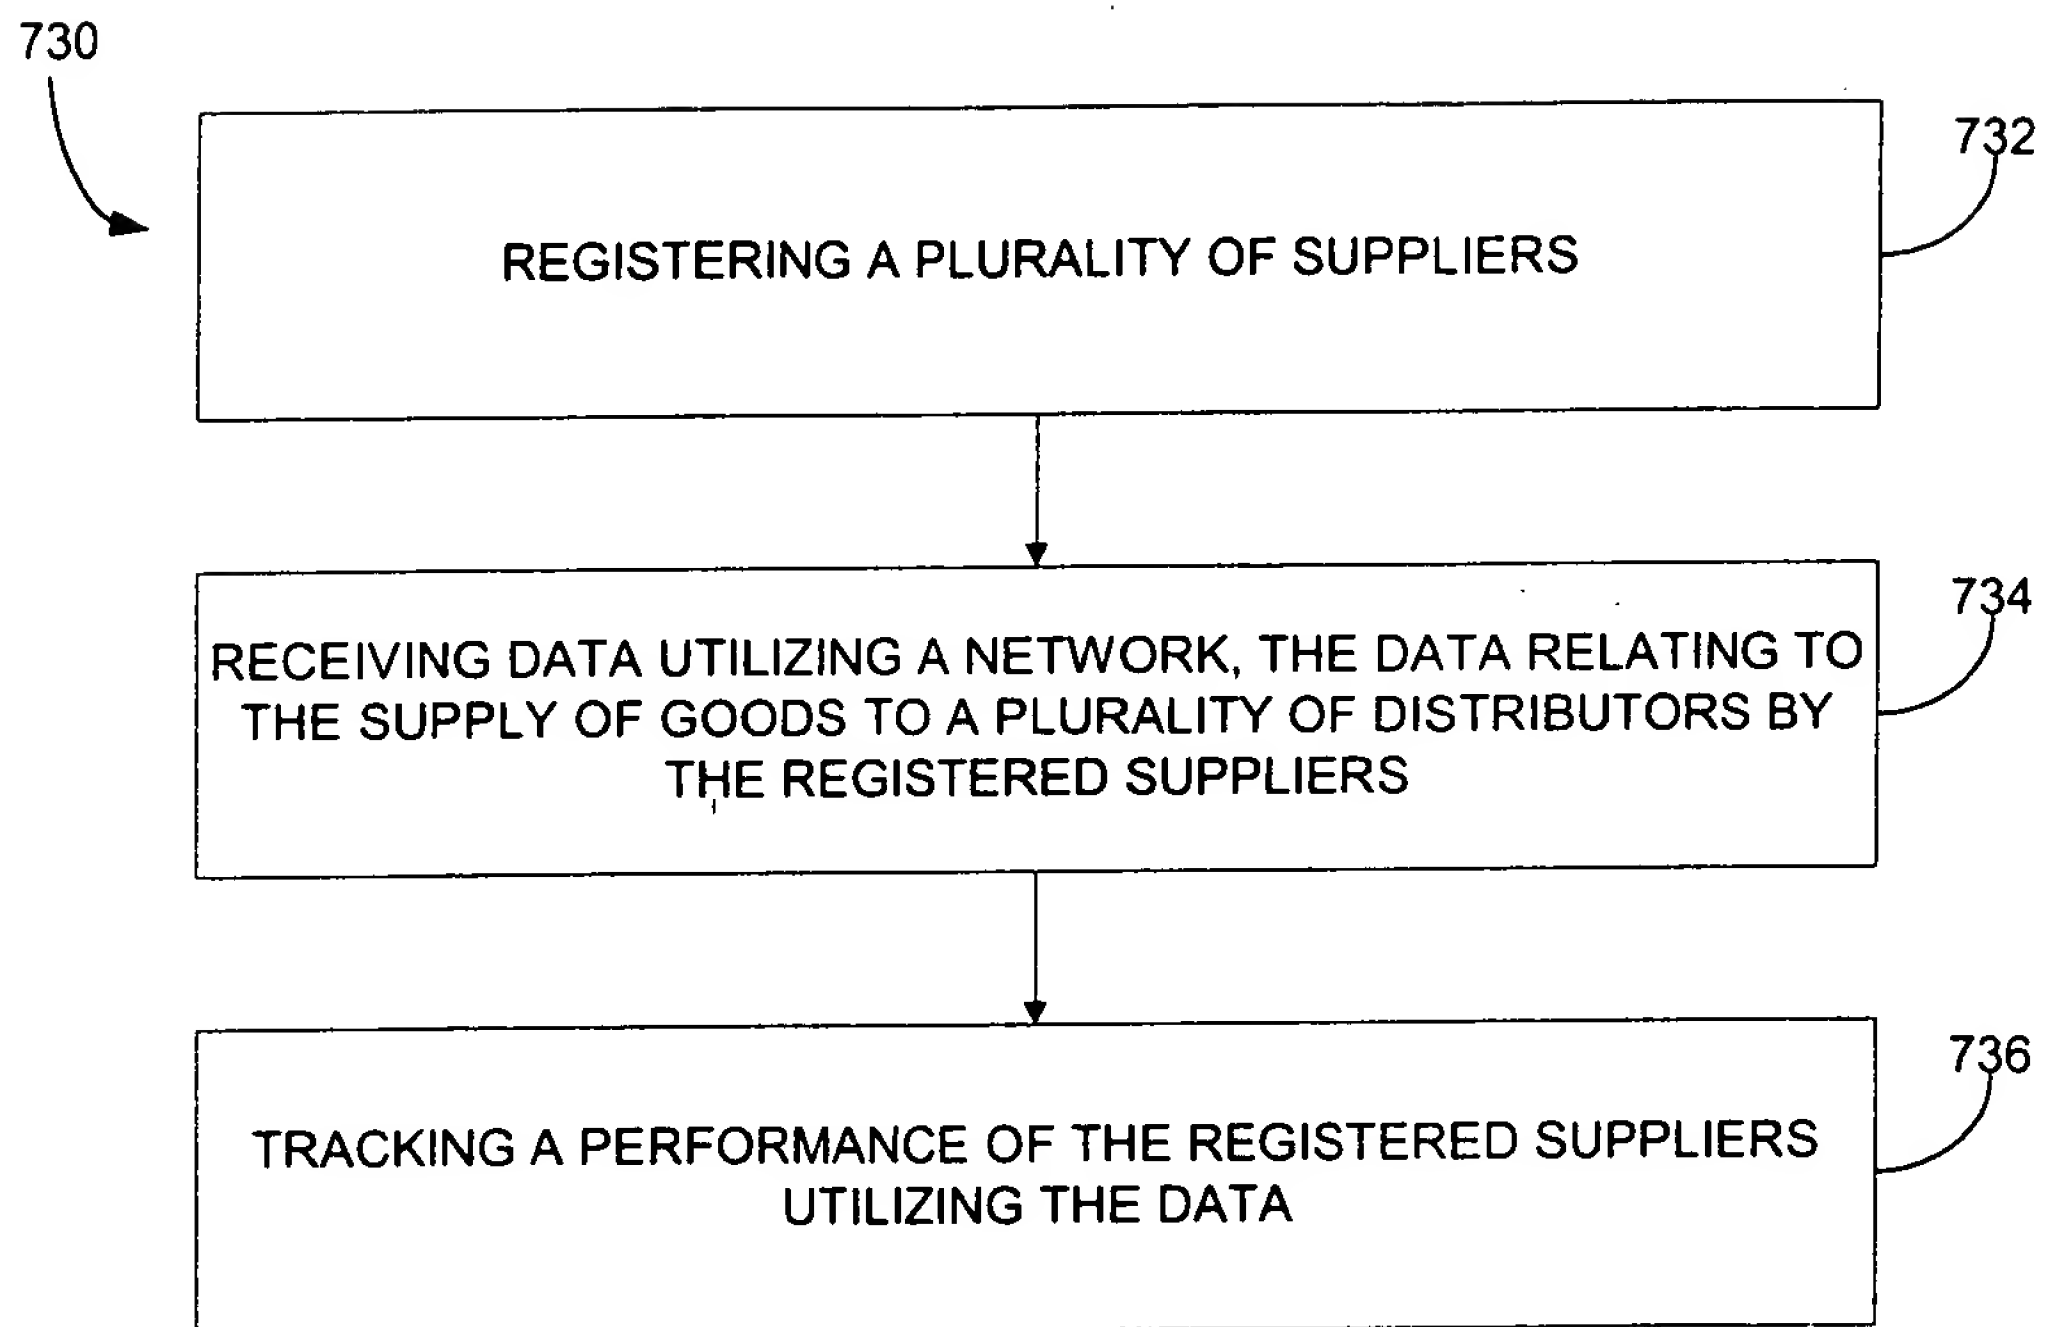 730
732
REGISTERING A PLURALITY OF SUPPLIERS
734
RECEIVING DATA UTILIZING A NETWORK, THE DATA RELATING TO
THE SUPPLY OF GOODS TO A PLURALITY OF DISTRIBUTORS BY
THE REGISTERED SUPPLIERS
736
TRACKING A PERFORMANCE OF THE REGISTERED SUPPLIERS
UTILIZING THE DATA